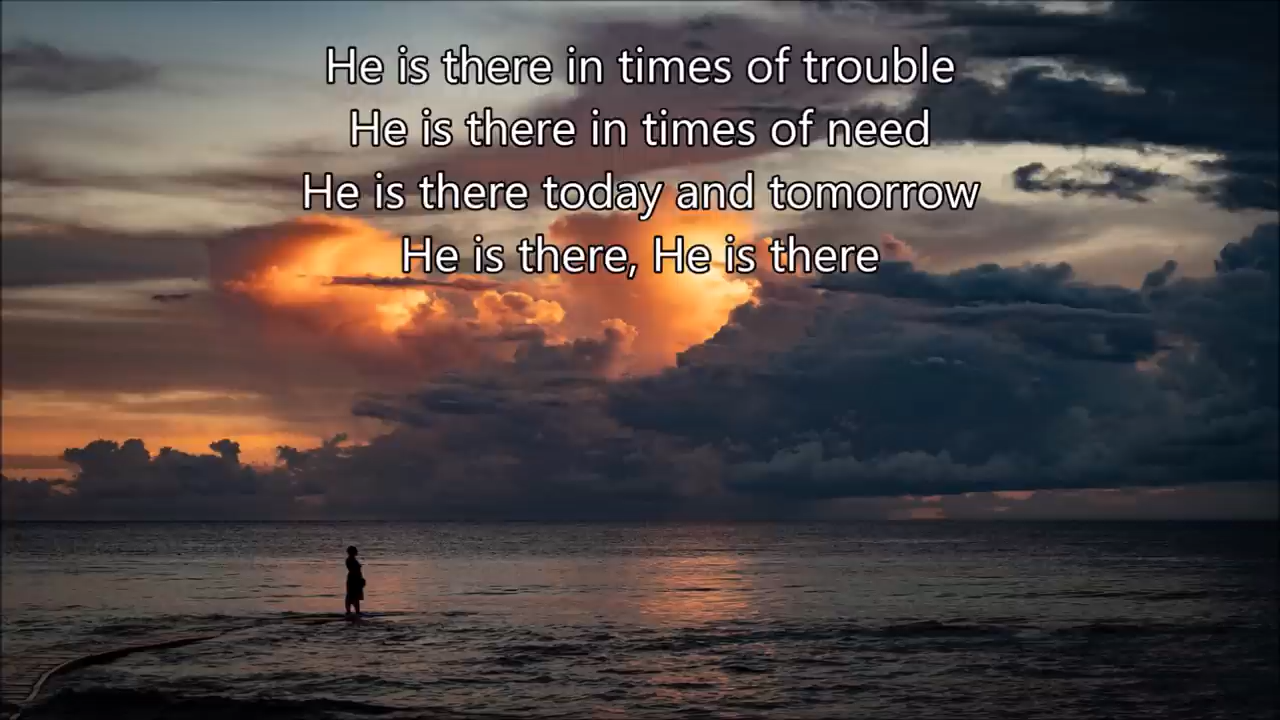 He is there in times of trouble
He is there in times of need
He is there today and tomorrow
He is there, He is there